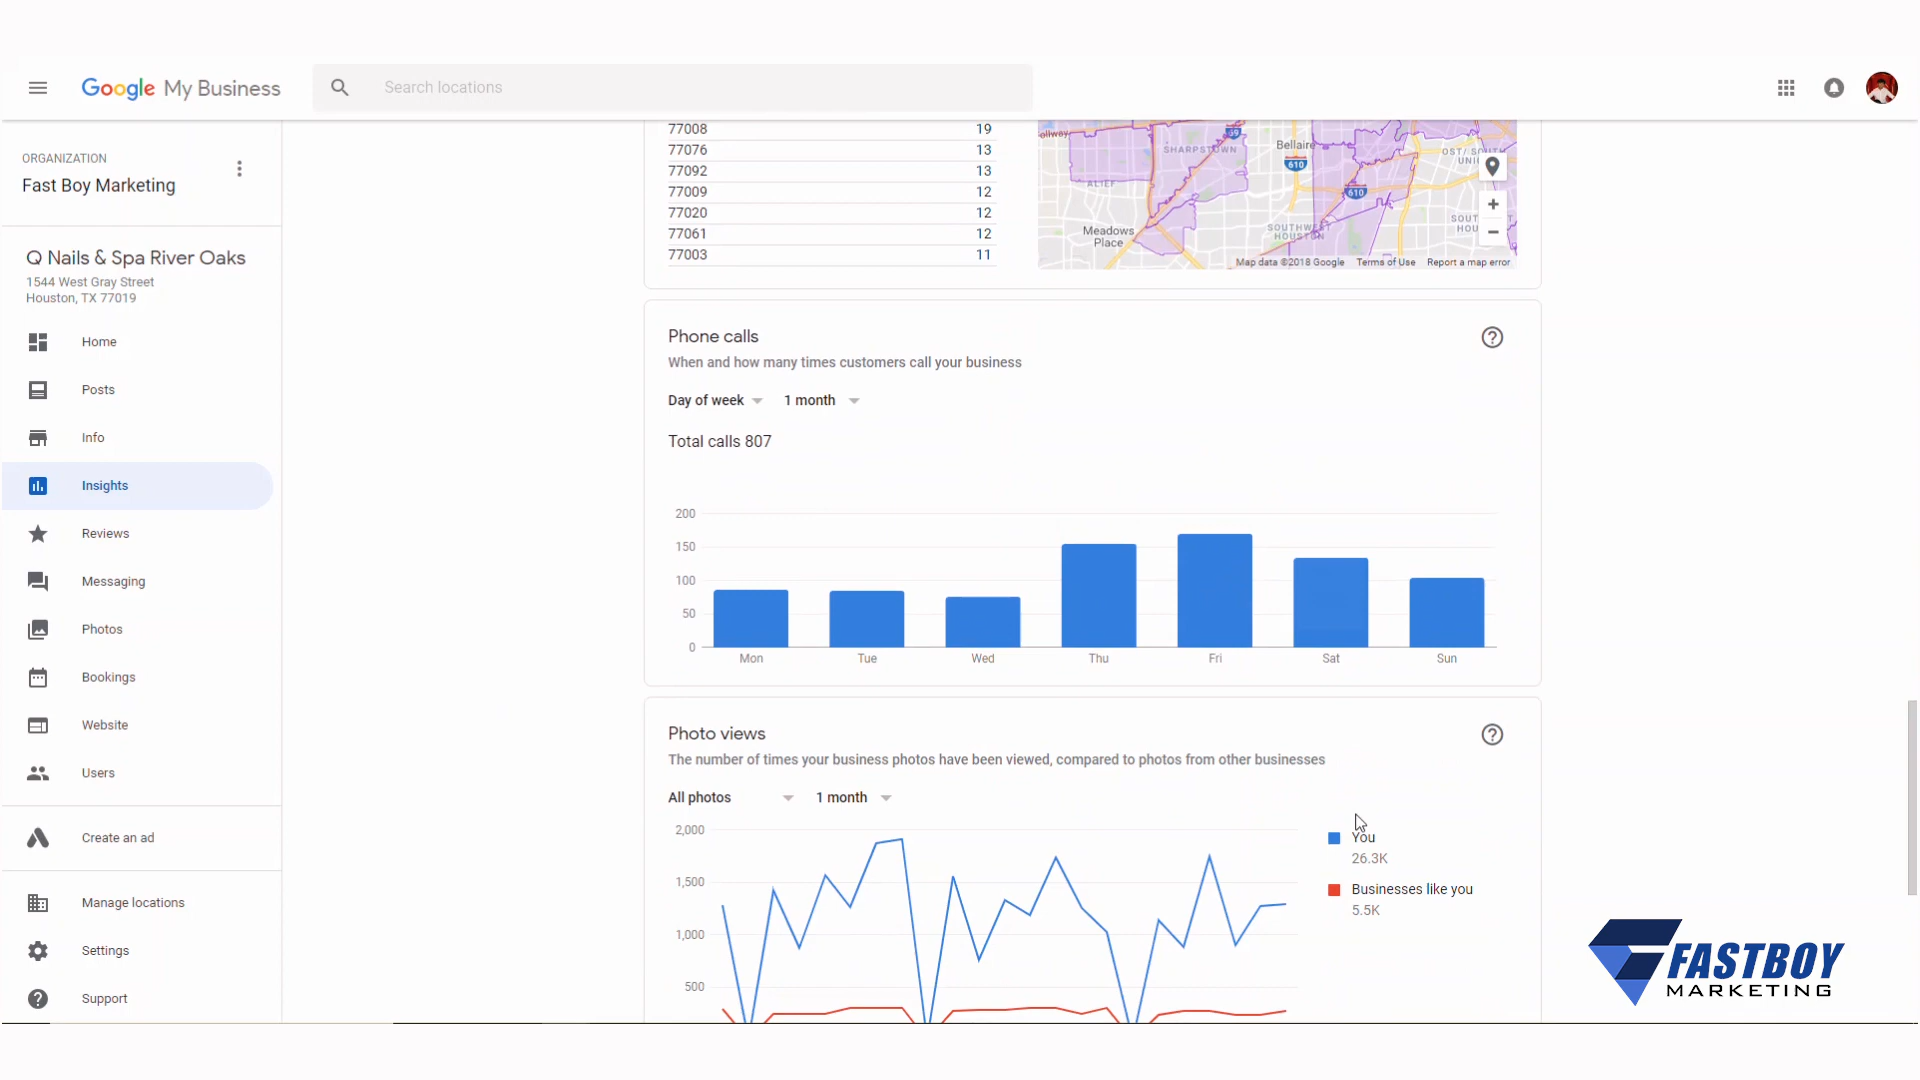 Google My Business
Search locations
ORGANIZATION
Fast Boy Marketing
Q Nails & Spa River Oaks
1544 West Gray Street
Houston, TX 77019
Home
Posts
Info
Insights
Reviews
Messaging
Photos
Bookings
Website
Users
Create an ad
Manage locations
Settings
Support
77008 19
77076 13
77092 13
77009 12
77020 12
77061 12
77003 11
SHARPSTOWN
Bellaire
ALIEF
69
610
610
Meadows
Place
SOUTHWEST
HOUSTON
Map data ©2018 Google Terms of Use Report a map error
Phone calls
When and how many times customers call your business
Day of week 1 month
Total calls 807
200
150
100
50
0
Mon Tue Wed Thu Fri Sat Sun
Photo views
The number of times your business photos have been viewed, compared to photos from other businesses
All photos 1 month
2,000
1,500
1,000
500
You
26.3K
Businesses like you
5.5K
FASTBOY
MARKETING